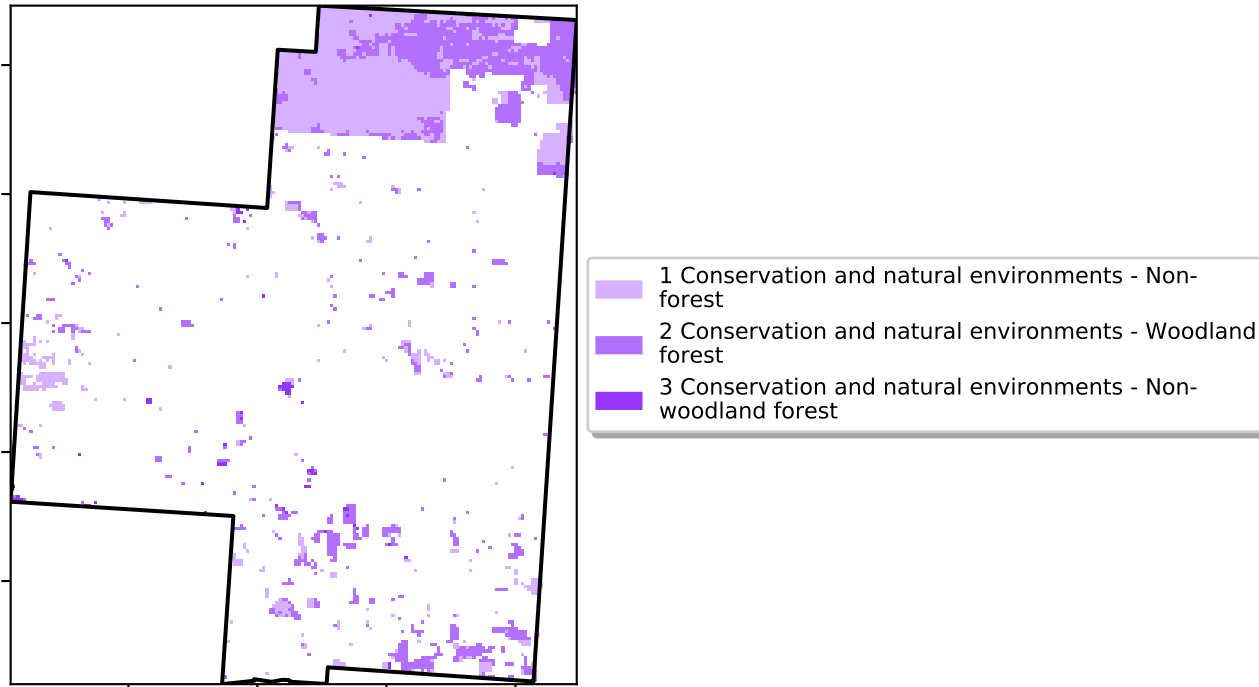 1 Conservation and natural environments - Non-
forest
2 Conservation and natural environments - Woodland
forest
3 Conservation and natural environments - Non-
woodland forest